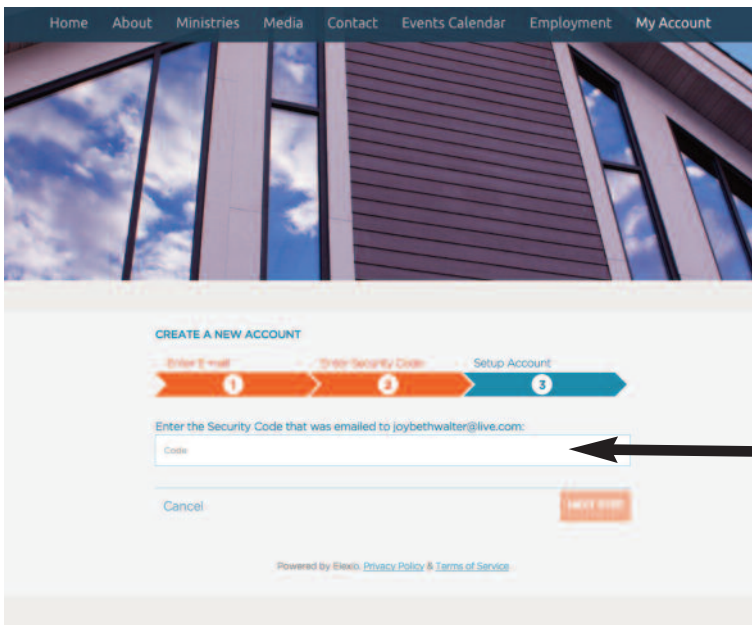 Home About Ministries Media Contact Events Calendar Employment My Account
CREATE A NEW ACCOUNT
Enter E-mail Enter Security Code Setup Account
1 2 3
Enter the Security Code that was emailed to joybethwalter@live.com:
Code
Cancel NEXT STEP
Powered by Elexio. Privacy Policy & Terms of Service